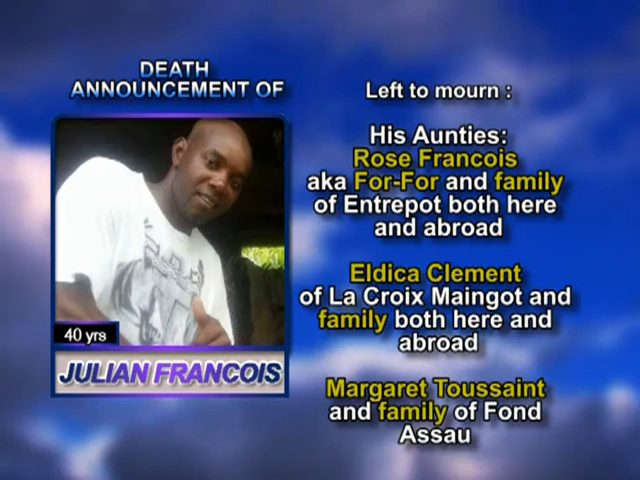 DEATH
ANNOUNCEMENT OF
40 yrs
JULIAN FRANCOIS
Left to mourn :
His Aunties:
Rose Francois
aka For-For and family
of Entrepot both here
and abroad
Eldica Clement
of La Croix Maingot and
family both here and
abroad
Margaret Toussaint
and family of Fond
Assau